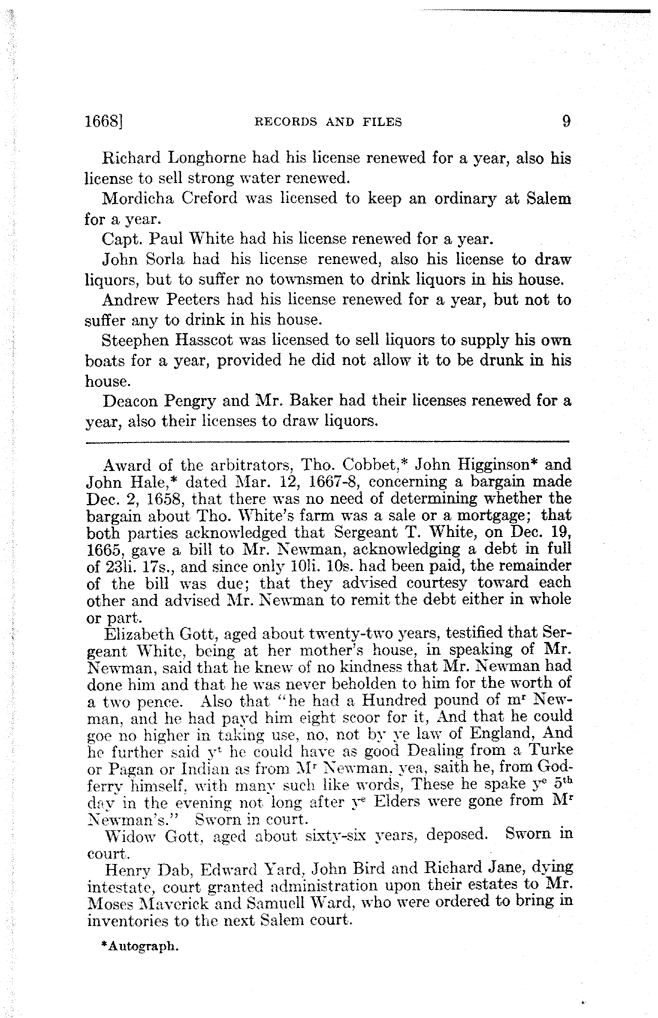 1668] RECORDS AND FILES 9
Richard Longhorne had his license renewed for a year, also his
license to sell strong water renewed.
Mordicha Creford was licensed to keep an ordinary at Salem
for a year.
Capt. Paul White had his license renewed for a year.
John Sorla had his license renewed, also his license to draw
liquors, but to suffer no townsmen to drink liquors in his house.
Andrew Peeters had his license renewed for a year, but not to
suffer any to drink in his house.
Steephen Hasscot was licensed to sell liquors to supply his own
boats for a year, provided he did not allow it to be drunk in his
house.
Deacon Pengry and Mr. Baker had their licenses renewed for a
year, also their licenses to draw liquors.
Award of the arbitrators, Tho. Cobbet,* John Higginson* and
John Hale,* dated Mar. 12, 1667-8, concerning a bargain made
Dec. 2, 1658, that there was no need of determining whether the
bargain about Tho. White's farm was a sale or a mortgage; that
both parties acknowledged that Sergeant T. White, on Dec. 19,
1665, gave a bill to Mr. Newman, acknowledging a debt in full
of 23li. 17s., and since only 10li. 10s. had been paid, the remainder
of the bill was due; that they advised courtesy toward each
other and advised Mr. Newman to remit the debt either in whole
or part.
Elizabeth Gott, aged about twenty-two years, testified that Ser-
geant White, being at her mother's house, in speaking of Mr.
Newman, said that he knew of no kindness that Mr. Newman had
done him and that he was never beholden to him for the worth of
a two pence. Also that "he had a Hundred pound of mʳ New-
man, and he had payd him eight scoor for it, And that he could
goe no higher in taking use, no, not by ye law of England, And
he further said yᵗ he could have as good Dealing from a Turke
or Pagan or Indian as from Mʳ Newman, yea, saith he, from God-
ferry himself, with many such like words, These he spake yᵉ 5ᵗʰ
day in the evening not long after yᵉ Elders were gone from Mʳ
Newman's." Sworn in court.
Widow Gott, aged about sixty-six years, deposed. Sworn in
court.
Henry Dab, Edward Yard, John Bird and Richard Jane, dying
intestate, court granted administration upon their estates to Mr.
Moses Maverick and Samuell Ward, who were ordered to bring in
inventories to the next Salem court.
*Autograph.